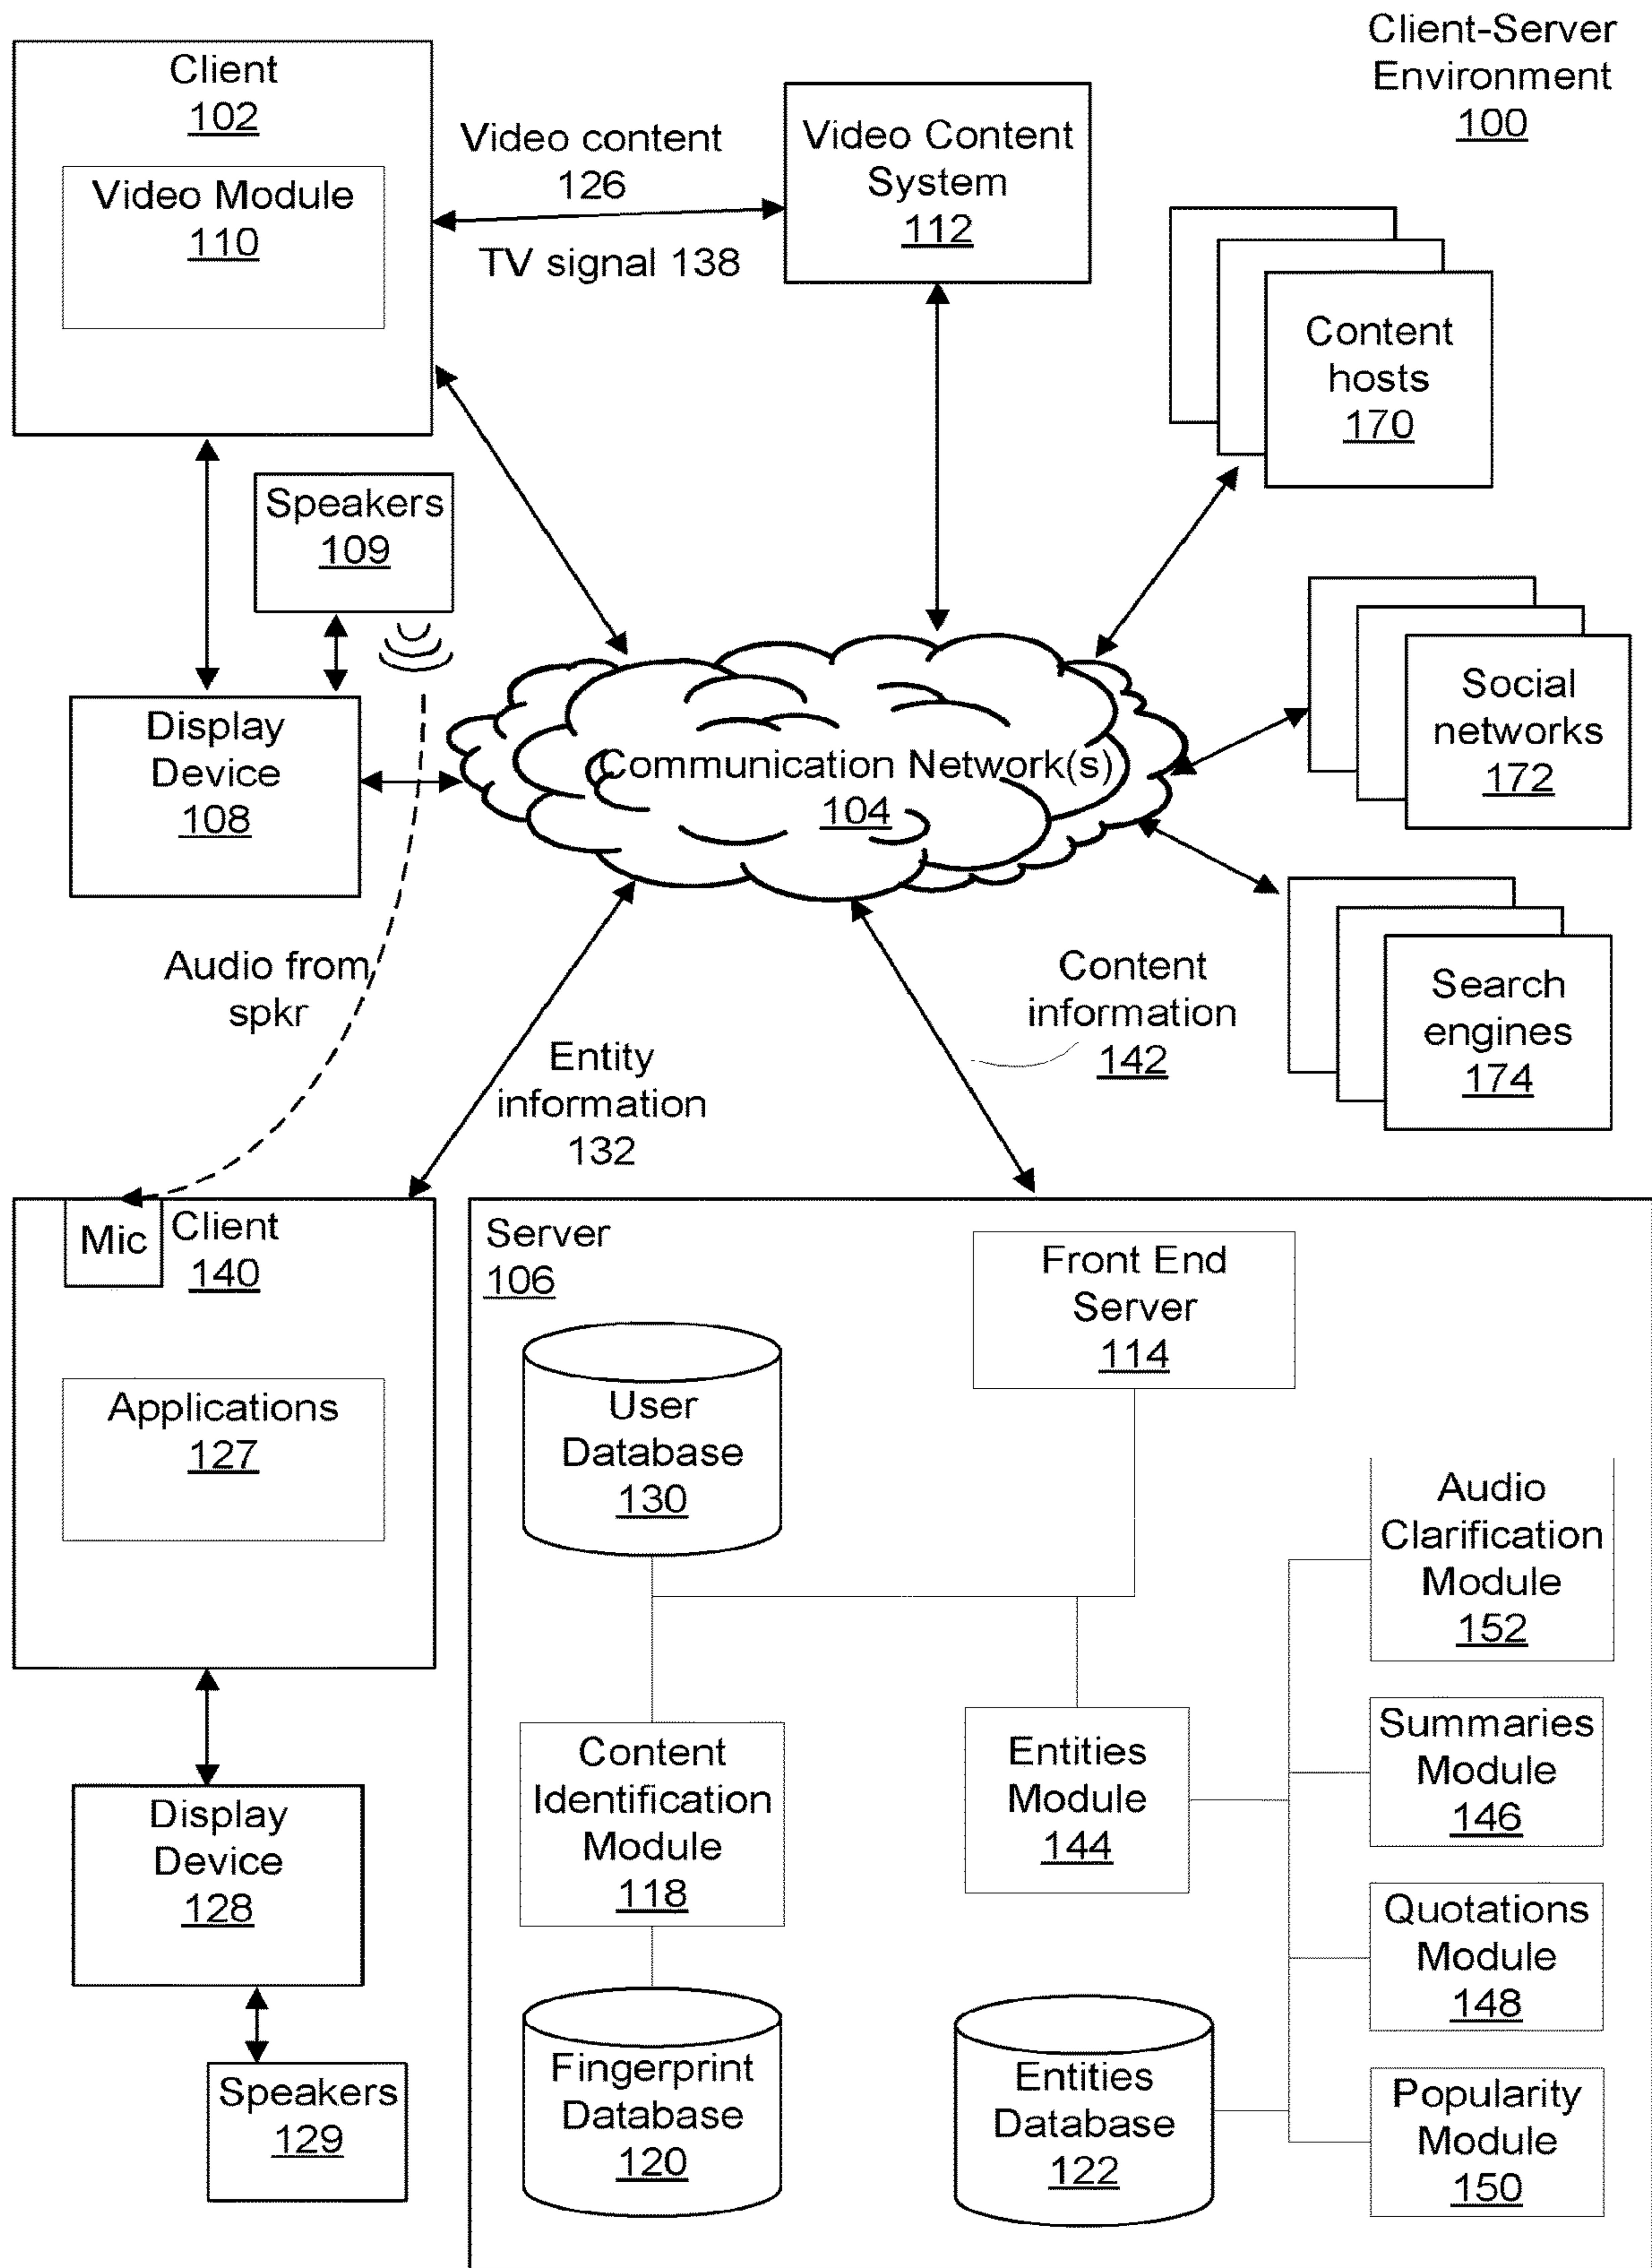 Client-Server
Environment
100
Client
102
Video Module
110
Video content
126
TV signal 138
Video Content
System
112
Content
hosts
170
Speakers
109
Display
Device
108
Communication Network(s)
104
Social
networks
172
Search
engines
174
Audio from
spkr
Entity
information
132
Content
information
142
Mic
Client
140
Applications
127
Display
Device
128
Speakers
129
Server
106
Front End
Server
114
User
Database
130
Audio
Clarification
Module
152
Content
Identification
Module
118
Entities
Module
144
Summaries
Module
146
Quotations
Module
148
Fingerprint
Database
120
Entities
Database
122
Popularity
Module
150